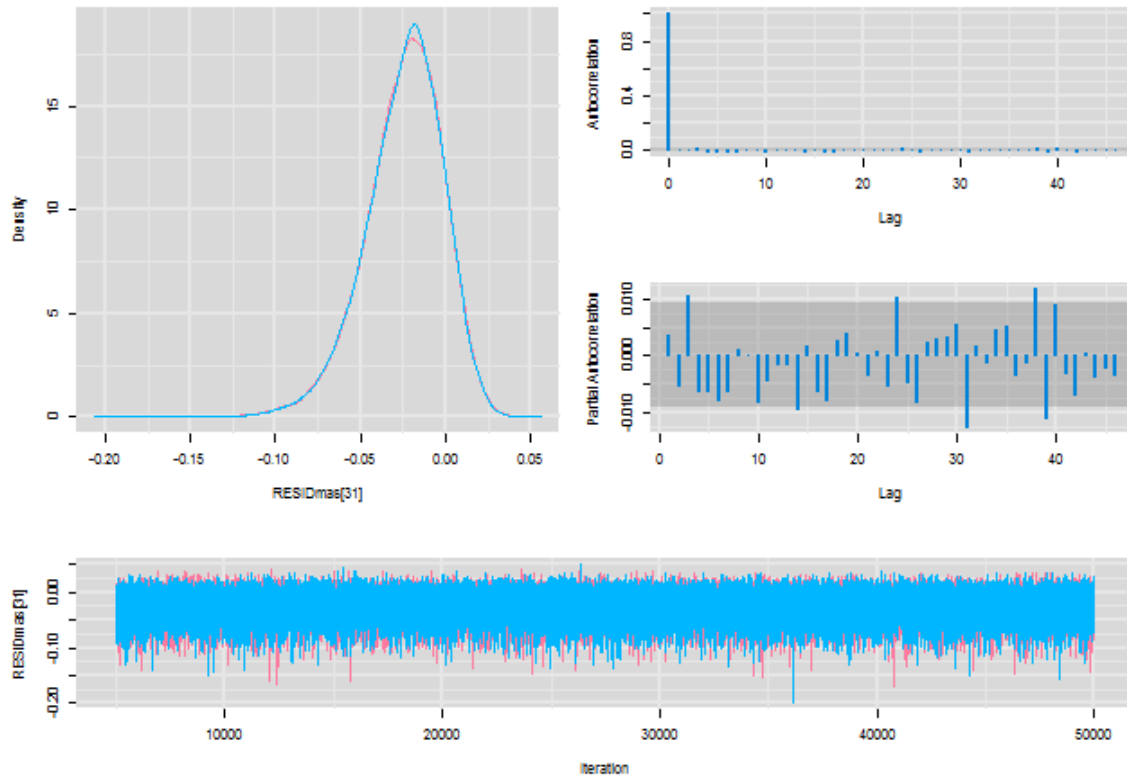 Density
15
10
5
0
-0.20 -0.15 -0.10 -0.05 0.00 0.05
RESIDmas[31]
Autocorrelation
0.8
0.4
0.0
0 10 20 30 40
Lag
Partial Autocorrelation
0.010
0.000
-0.010
0 10 20 30 40
Lag
RESIDmas[31]
0.00
-0.10
-0.20
10000 20000 30000 40000 50000
Iteration